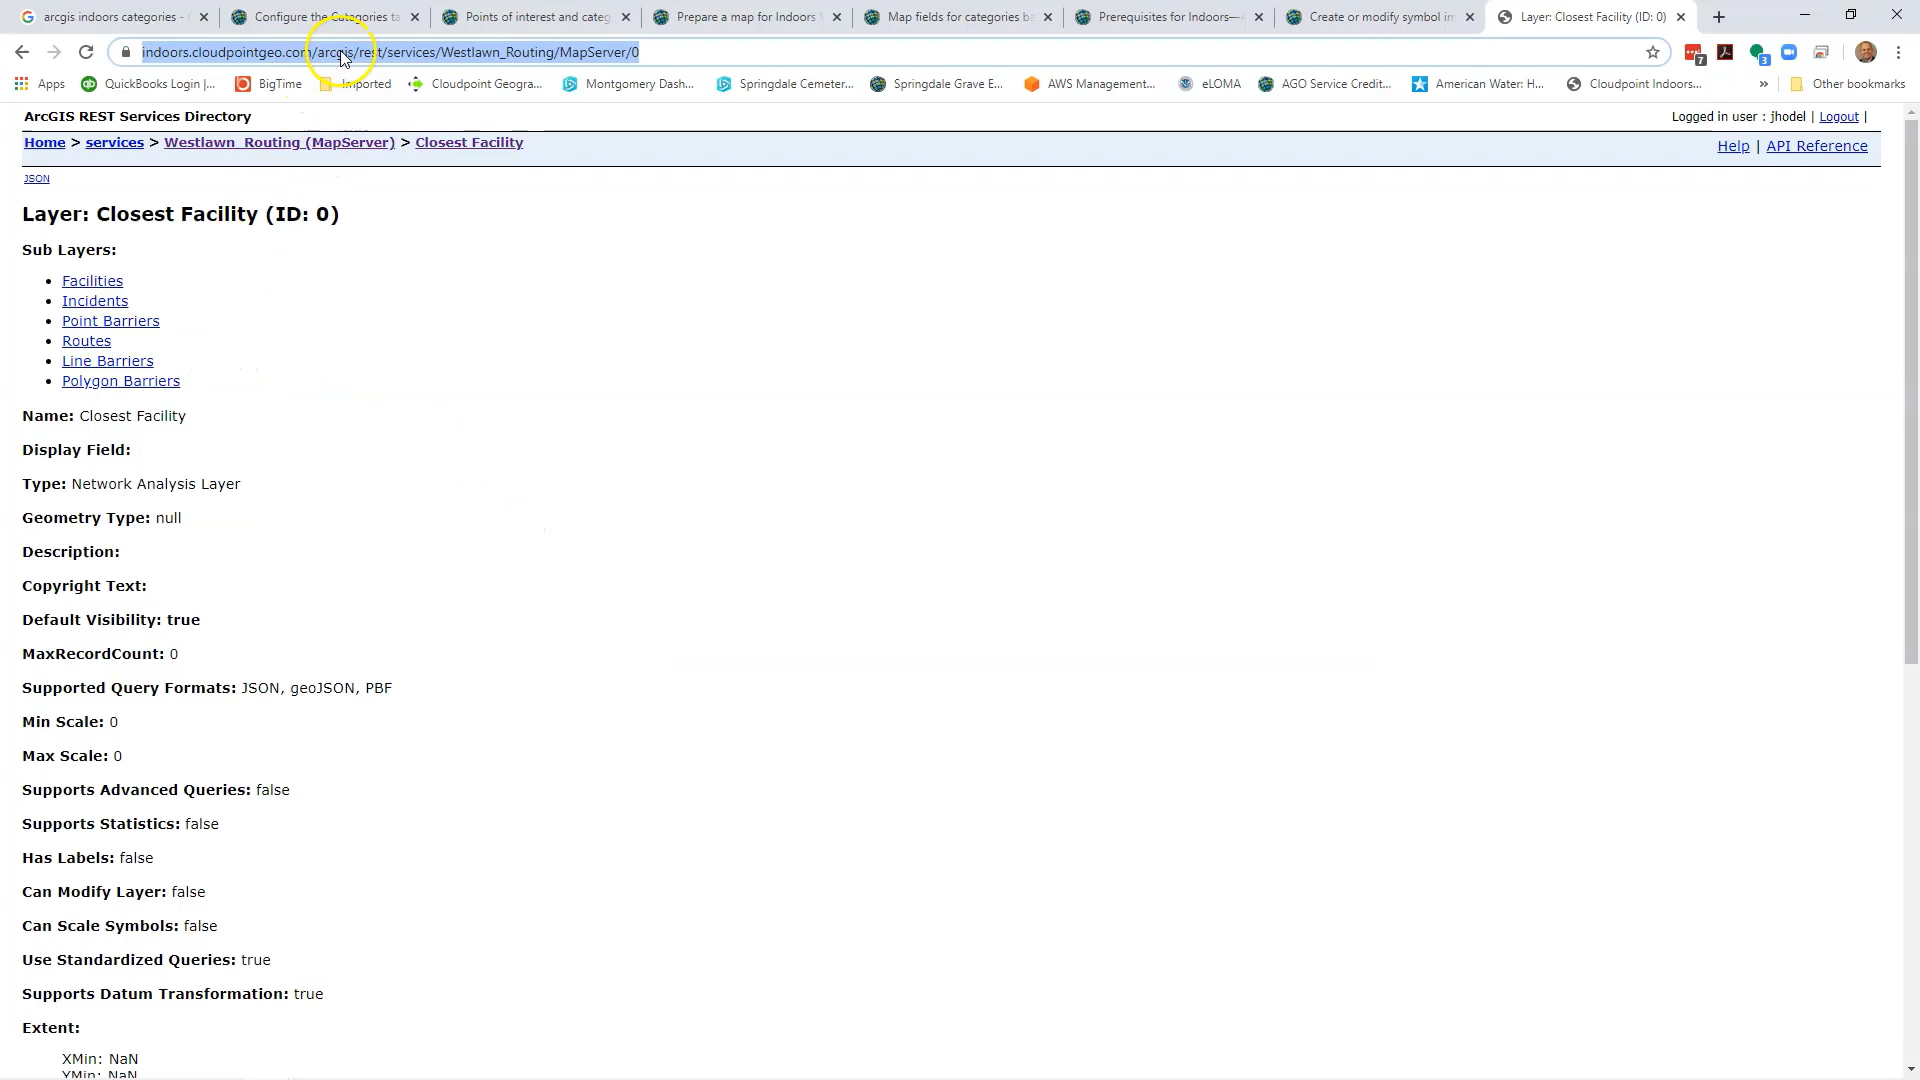 arcgis indoors categories -
Configure the Categories ta
Points of interest and categ
Prepare a map for Indoors
Map fields for categories ba
Prerequisites for Indoors—
Create or modify symbol in
Layer: Closest Facility (ID: 0)
indoors.cloudpointgeo.com/arcgis/rest/services/Westlawn_Routing/MapServer/0
7
3
Apps
QuickBooks Login |...
BigTime
Imported
Cloudpoint Geogra...
Montgomery Dash...
Springdale Cemeter...
Springdale Grave E...
AWS Management...
eLOMA
AGO Service Credit...
American Water: H...
Cloudpoint Indoors...
»
Other bookmarks
ArcGIS REST Services Directory
Logged in user : jhodel | Logout |
Home > services > Westlawn_Routing (MapServer) > Closest Facility
Help | API Reference
JSON
Layer: Closest Facility (ID: 0)
Sub Layers:
• Facilities
• Incidents
• Point Barriers
• Routes
• Line Barriers
• Polygon Barriers
Name: Closest Facility
Display Field:
Type: Network Analysis Layer
Geometry Type: null
Description:
Copyright Text:
Default Visibility: true
MaxRecordCount: 0
Supported Query Formats: JSON, geoJSON, PBF
Min Scale: 0
Max Scale: 0
Supports Advanced Queries: false
Supports Statistics: false
Has Labels: false
Can Modify Layer: false
Can Scale Symbols: false
Use Standardized Queries: true
Supports Datum Transformation: true
Extent:
XMin: NaN
YMin: NaN